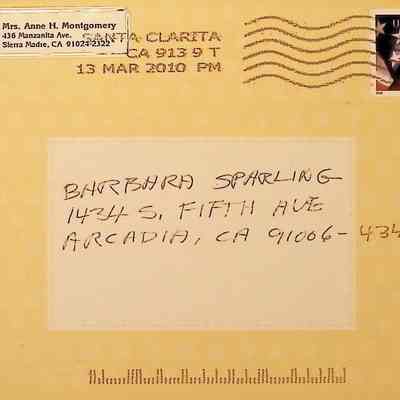 Mrs. Anne H. Montgomery
436 Manzanita Ave.
Sierra Madre, CA 91024-2322
SANTA CLARITA
CA 913 9 T
13 MAR 2010 PM
BARBARA SPARLING
1434 S. FIFTH AVE
ARCADIA, CA 91006-434